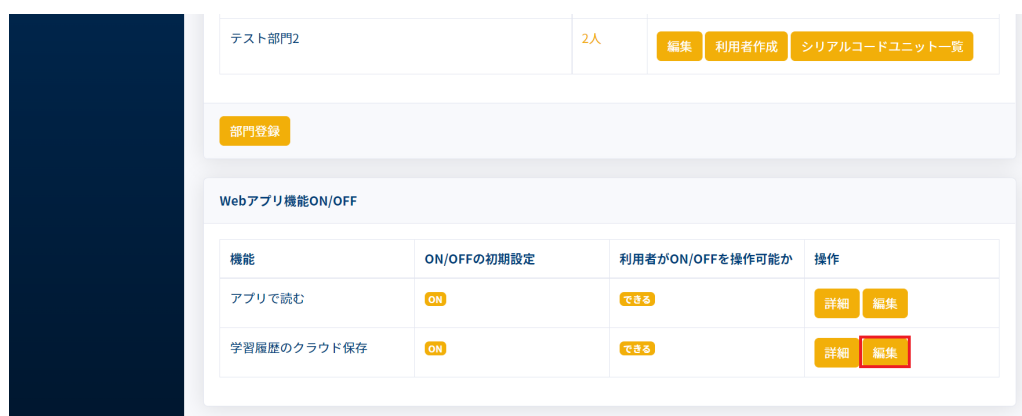 テスト部門2 2人 編集 利用者作成 シリアルコードユニット一覧
部門登録
Webアプリ機能ON/OFF
機能 ON/OFFの初期設定 利用者がON/OFFを操作可能か 操作
アプリで読む ON できる 詳細 編集
学習履歴のクラウド保存 ON できる 詳細 編集